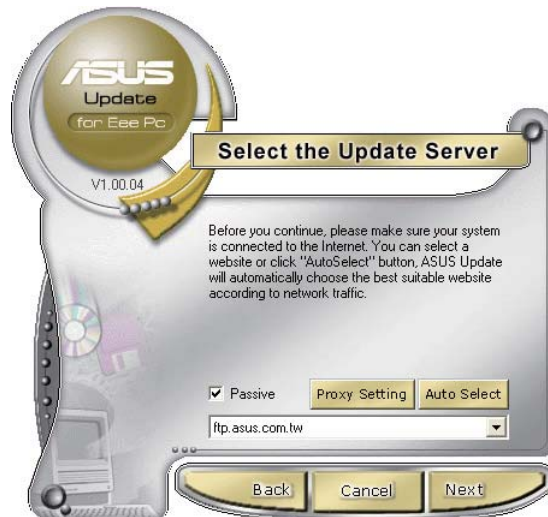 ASUS
Update
for Eee Pc
V1.00.04
Select the Update Server
Before you continue, please make sure your system
is connected to the Internet. You can select a
website or click "AutoSelect" button, ASUS Update
will automatically choose the best suitable website
according to network traffic.
Passive
Proxy Setting
Auto Select
ftp.asus.com.tw
Back
Cancel
Next